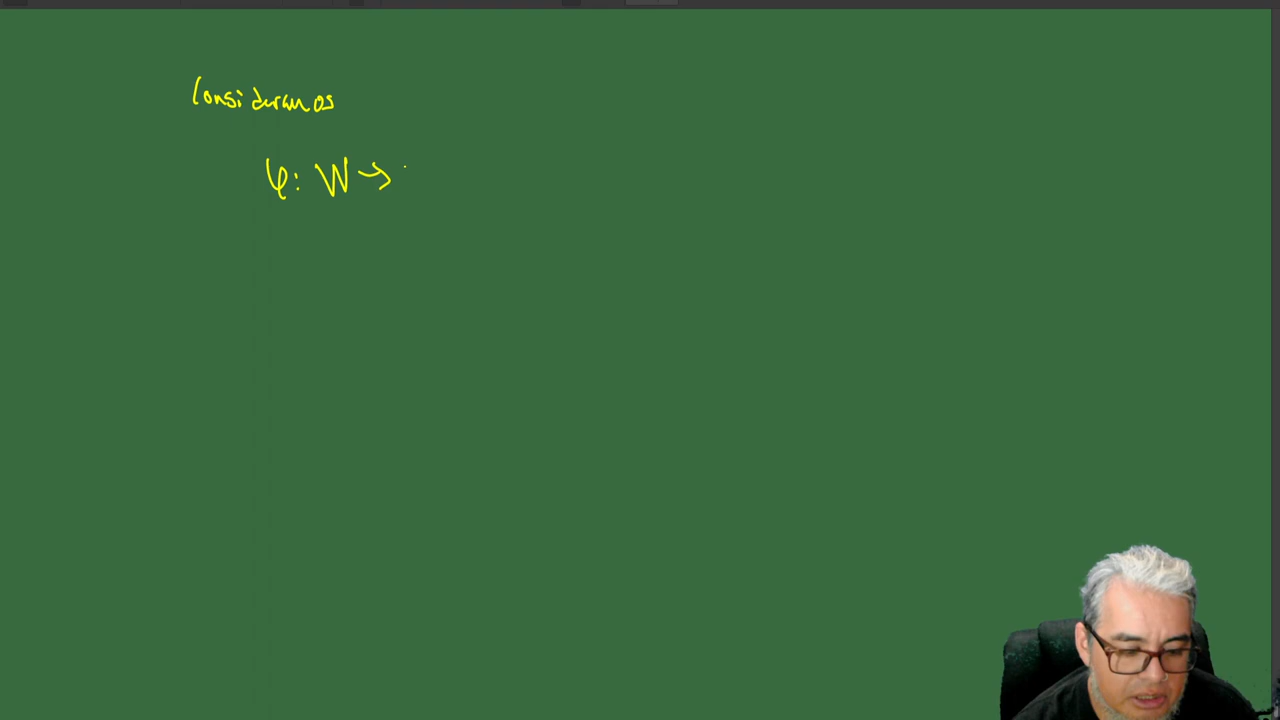 Consideramos
φ: W →